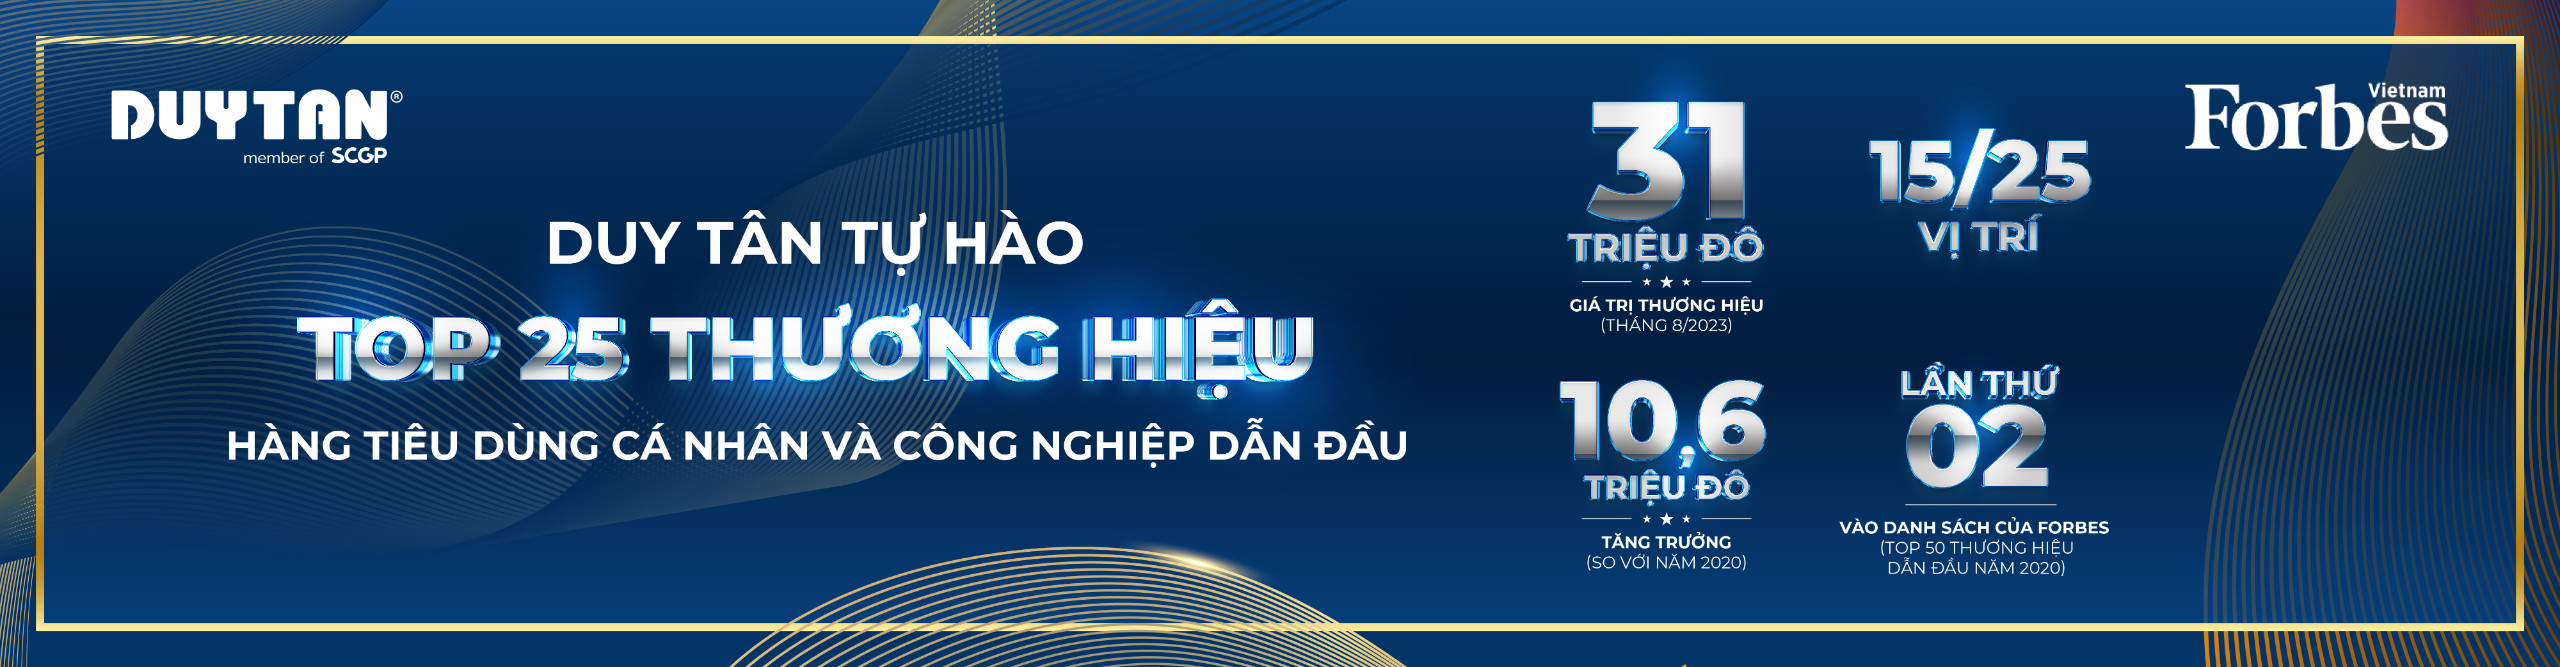 DUYTAN®
member of SCGP
DUY TÂN TỰ HÀO
TOP 25 THƯƠNG HIỆU
HÀNG TIÊU DÙNG CÁ NHÂN VÀ CÔNG NGHIỆP DẪN ĐẦU
31
TRIỆU ĐÔ
GIÁ TRỊ THƯƠNG HIỆU
(THÁNG 8/2023)
15/25
VỊ TRÍ
10,6
TRIỆU ĐÔ
TĂNG TRƯỞNG
(SO VỚI NĂM 2020)
LẦN THỨ
02
VÀO DANH SÁCH CỦA FORBES
(TOP 50 THƯƠNG HIỆU
DẪN ĐẦU NĂM 2020)
Forbes
Vietnam